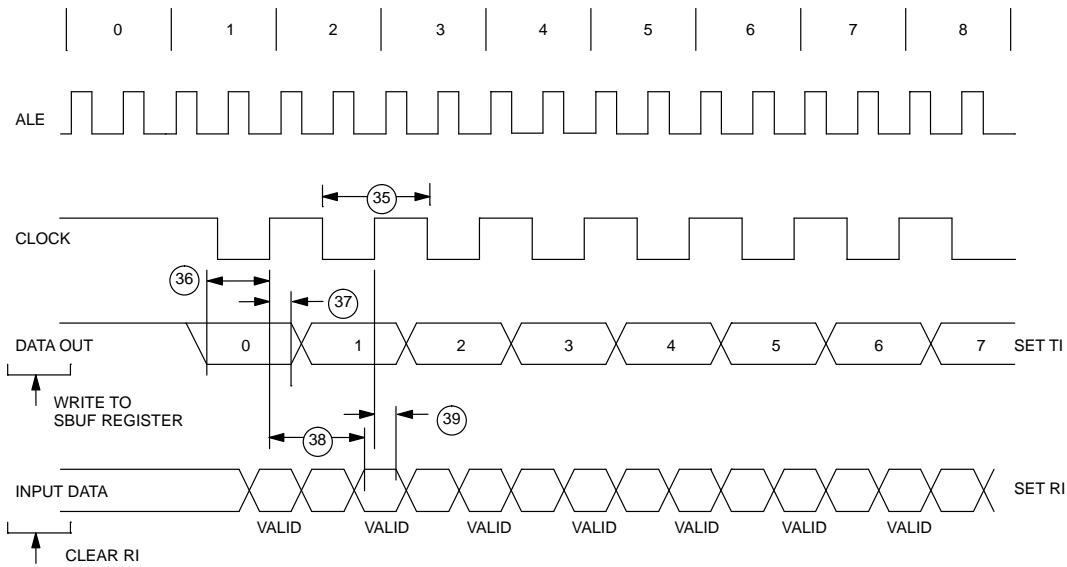 0 1 2 3 4 5 6 7 8
ALE
35
CLOCK
36
37
DATA OUT 0 1 2 3 4 5 6 7 SET TI
WRITE TO
SBUF REGISTER
39
38
INPUT DATA SET RI
VALID VALID VALID VALID VALID VALID VALID
CLEAR RI